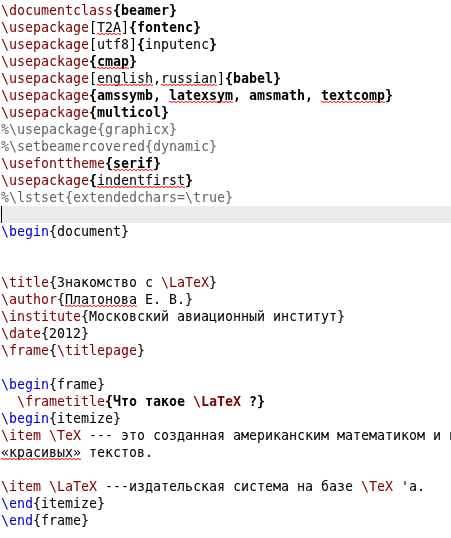 \documentclass{beamer}
\usepackage[T2A]{fontenc}
\usepackage[utf8]{inputenc}
\usepackage{cmap}
\usepackage[english,russian]{babel}
\usepackage{amssymb, latexsym, amsmath, textcomp}
\usepackage{multicol}
%\usepackage{graphicx}
%\setbeamercovered{dynamic}
\usefonttheme{serif}
\usepackage{indentfirst}
%\lstset{extendedchars=\true}
\begin{document}
\title{Знакомство с \LaTeX}
\author{Платонова Е. В.}
\institute{Московский авиационный институт}
\date{2012}
\frame{\titlepage}
\begin{frame}
\frametitle{Что такое \LaTeX ?}
\begin{itemize}
\item \TeX --- это созданная американским математиком и
«красивых» текстов.
\item \LaTeX ---издательская система на базе \TeX 'а.
\end{itemize}
\end{frame}